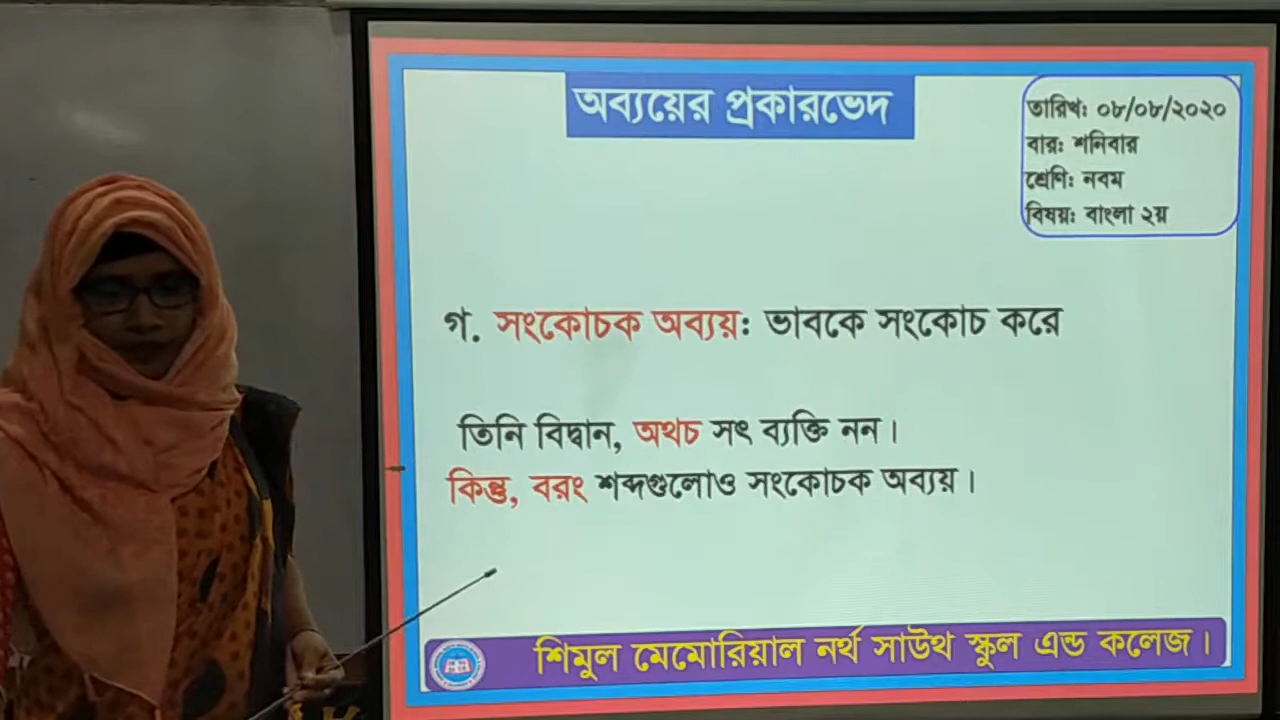 অব্যয়ের প্রকারভেদ
তারিখ: ০৮/০৮/২০২০
বার: শনিবার
শ্রেণি: নবম
বিষয়: বাংলা ২য়
গ. সংকোচক অব্যয়: ভাবকে সংকোচ করে
তিনি বিদ্বান, অথচ সৎ ব্যক্তি নন।
কিন্তু, বরং শব্দগুলোও সংকোচক অব্যয়।
শিমুল মেমোরিয়াল নর্থ সাউথ স্কুল এন্ড কলেজ।